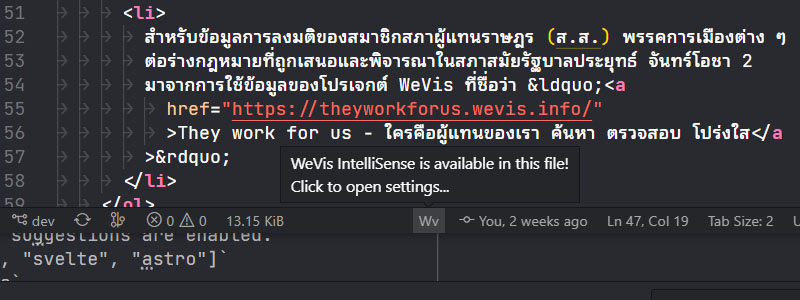 51 <li>
52 สำหรับข้อมูลการลงมติของสมาชิกสภาผู้แทนราษฎร (ส.ส.) พรรคการเมืองต่าง ๆ
53 ต่อร่างกฎหมายที่ถูกเสนอและพิจารณาในสภาสมัยรัฐบาลประยุทธ์ จันทร์โอชา 2
54 มาจากการใช้ข้อมูลของโปรเจกต์ WeVis ที่ชื่อว่า &ldquo;<a
55 href="https://theyworkforus.wevis.info/"
56 >They work for us - ใครคือผู้แทนของเรา ค้นหา ตรวจสอบ โปร่งใส</a
57 >&rdquo;
58 </li>
59 </ol>
WeVis IntelliSense is available in this file!
Click to open settings...
dev 0 0 13.15 KiB Wv You, 2 weeks ago Ln 47, Col 19 Tab Size: 2 U
suggestions are enabled.
, "svelte", "astro"]`